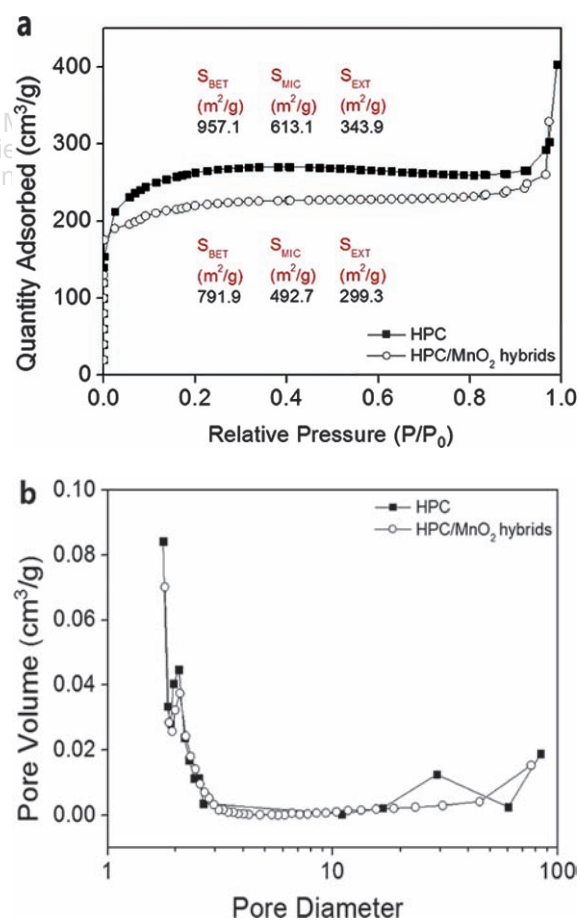 a
400
300
200
100
0
Quantity Adsorbed (cm³/g)
S_BET S_MIC S_EXT
(m²/g) (m²/g) (m²/g)
957.1 613.1 343.9
S_BET S_MIC S_EXT
(m²/g) (m²/g) (m²/g)
791.9 492.7 299.3
HPC
HPC/MnO₂ hybrids
0.0 0.2 0.4 0.6 0.8 1.0
Relative Pressure (P/P₀)
b
0.10
0.08
0.06
0.04
0.02
0.00
Pore Volume (cm³/g)
HPC
HPC/MnO₂ hybrids
1 10 100
Pore Diameter